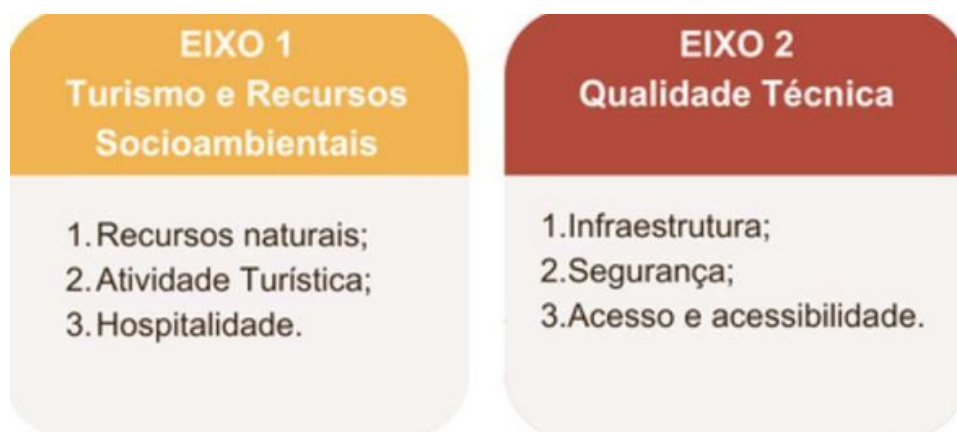 EIXO 1
Turismo e Recursos
Socioambientais
1. Recursos naturais;
2. Atividade Turística;
3. Hospitalidade.
EIXO 2
Qualidade Técnica
1.Infraestrutura;
2.Segurança;
3.Acesso e acessibilidade.